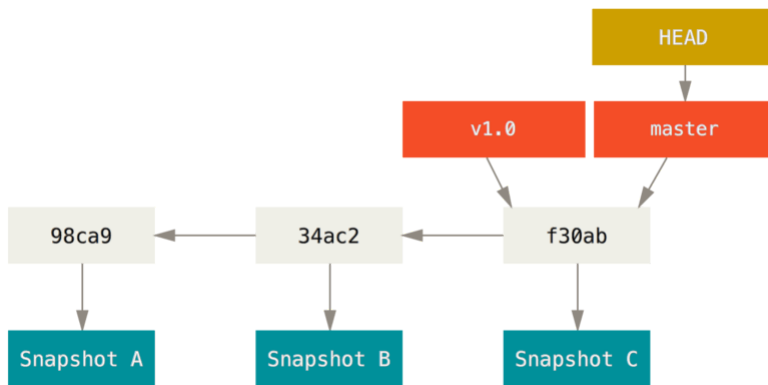 HEAD
v1.0
master
98ca9
34ac2
f30ab
Snapshot A
Snapshot B
Snapshot C